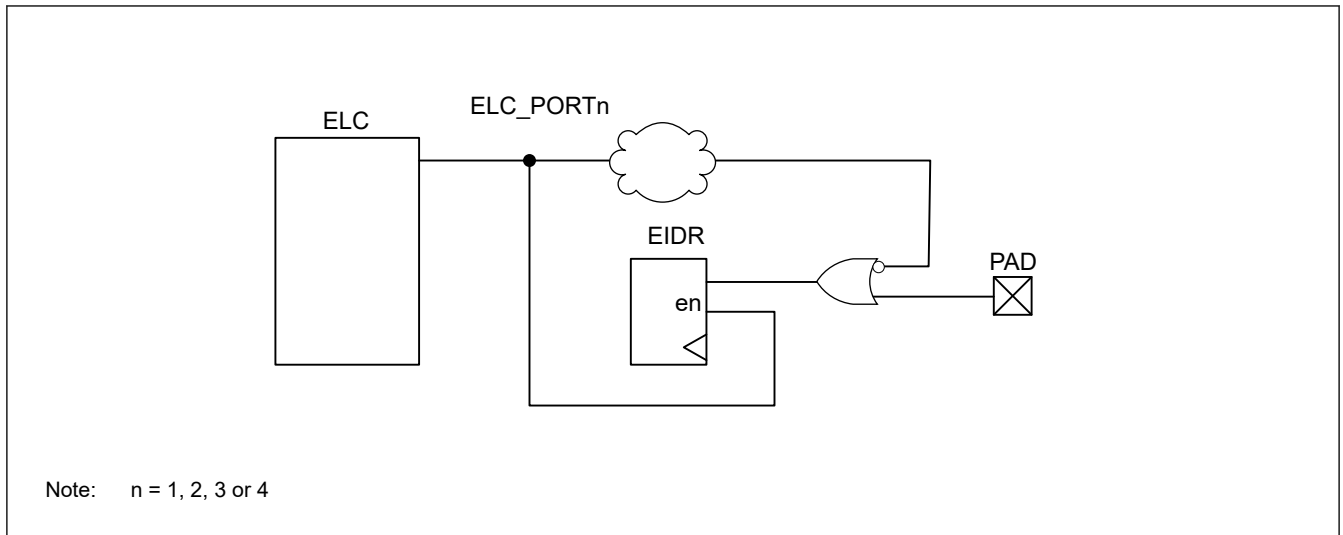 ELC_PORTn
ELC
EIDR
PAD
en
Note: n = 1, 2, 3 or 4